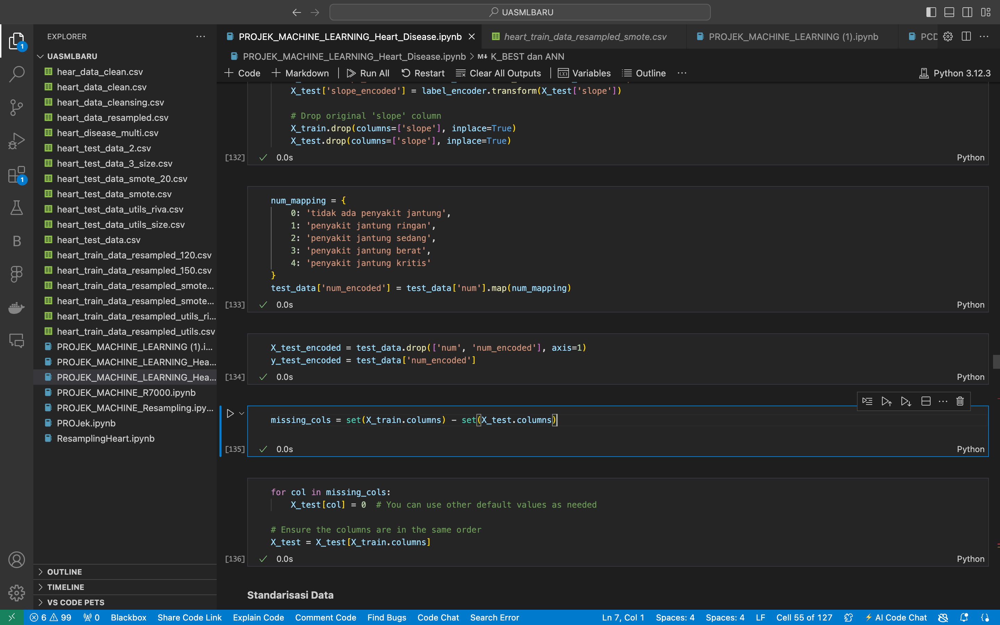 UASMLBARU
EXPLORER
1
1
B
UASMLBARU
hear_data_clean.csv
heart_data_clean.csv
heart_data_cleansing.csv
heart_data_resampled.csv
heart_disease_multi.csv
heart_test_data_2.csv
heart_test_data_3_size.csv
heart_test_data_smote_20.csv
heart_test_data_smote.csv
heart_test_data_utils_riva.csv
heart_test_data_utils_size.csv
heart_test_data.csv
heart_train_data_resampled_120.csv
heart_train_data_resampled_150.csv
heart_train_data_resampled_smote...
heart_train_data_resampled_smote...
heart_train_data_resampled_utils_ri...
heart_train_data_resampled_utils.csv
PROJEK_MACHINE_LEARNING (1).i...
PROJEK_MACHINE_LEARNING_Hea...
PROJEK_MACHINE_LEARNING_Hea...
PROJEK_MACHINE_R7000.ipynb
PROJEK_MACHINE_Resampling.ipy...
PROJek.ipynb
ResamplingHeart.ipynb
OUTLINE
TIMELINE
VS CODE PETS
PROJEK_MACHINE_LEARNING_Heart_Disease.ipynb heart_train_data_resampled_smote.csv PROJEK_MACHINE_LEARNING (1).ipynb PCD
PROJEK_MACHINE_LEARNING_Heart_Disease.ipynb > M↓ K_BEST dan ANN
+ Code + Markdown Run All Restart Clear All Outputs Variables Outline ... Python 3.12.3
X_test['slope_encoded'] = label_encoder.transform(X_test['slope'])
# Drop original 'slope' column
X_train.drop(columns=['slope'], inplace=True)
X_test.drop(columns=['slope'], inplace=True)
[132] ✓ 0.0s Python
num_mapping = {
0: 'tidak ada penyakit jantung',
1: 'penyakit jantung ringan',
2: 'penyakit jantung sedang',
3: 'penyakit jantung berat',
4: 'penyakit jantung kritis'
}
test_data['num_encoded'] = test_data['num'].map(num_mapping)
[133] ✓ 0.0s Python
X_test_encoded = test_data.drop(['num', 'num_encoded'], axis=1)
y_test_encoded = test_data['num_encoded']
[134] ✓ 0.0s Python
missing_cols = set(X_train.columns) - set(X_test.columns)
[135] ✓ 0.0s Python
for col in missing_cols:
X_test[col] = 0 # You can use other default values as needed
# Ensure the columns are in the same order
X_test = X_test[X_train.columns]
[136] ✓ 0.0s Python
Standarisasi Data
6 99 0 Blackbox Share Code Link Explain Code Comment Code Find Bugs Code Chat Search Error Ln 7, Col 1 Spaces: 4 Spaces: 4 LF Cell 55 of 127 AI Code Chat